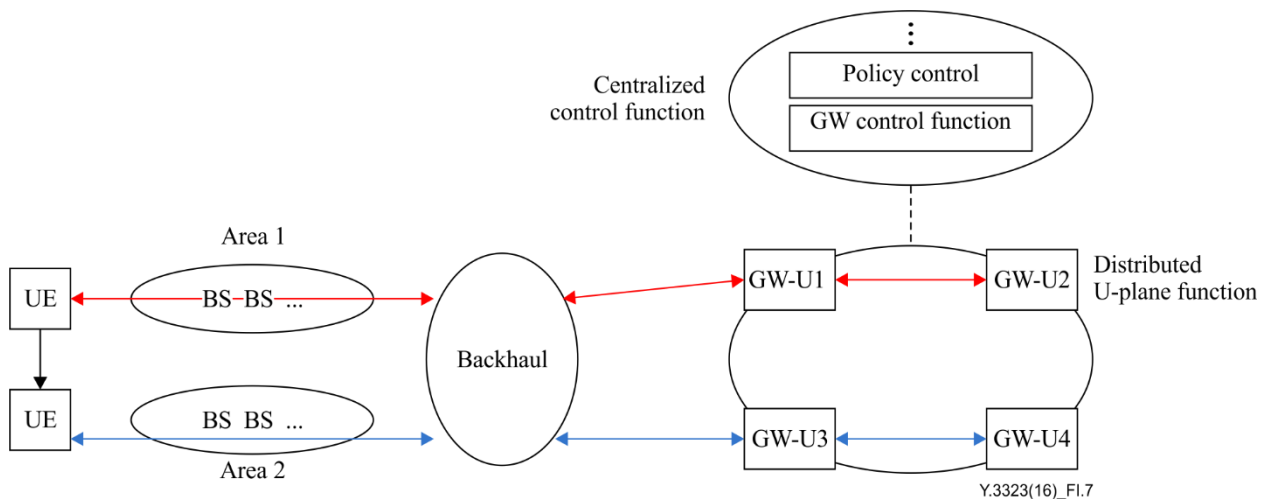 ⋮
Policy control
Centralized
control function
GW control function
Area 1
UE
BS BS ...
GW-U1
GW-U2
Distributed
U-plane function
Backhaul
UE
BS BS ...
GW-U3
GW-U4
Area 2
Y.3323(16)_FI.7